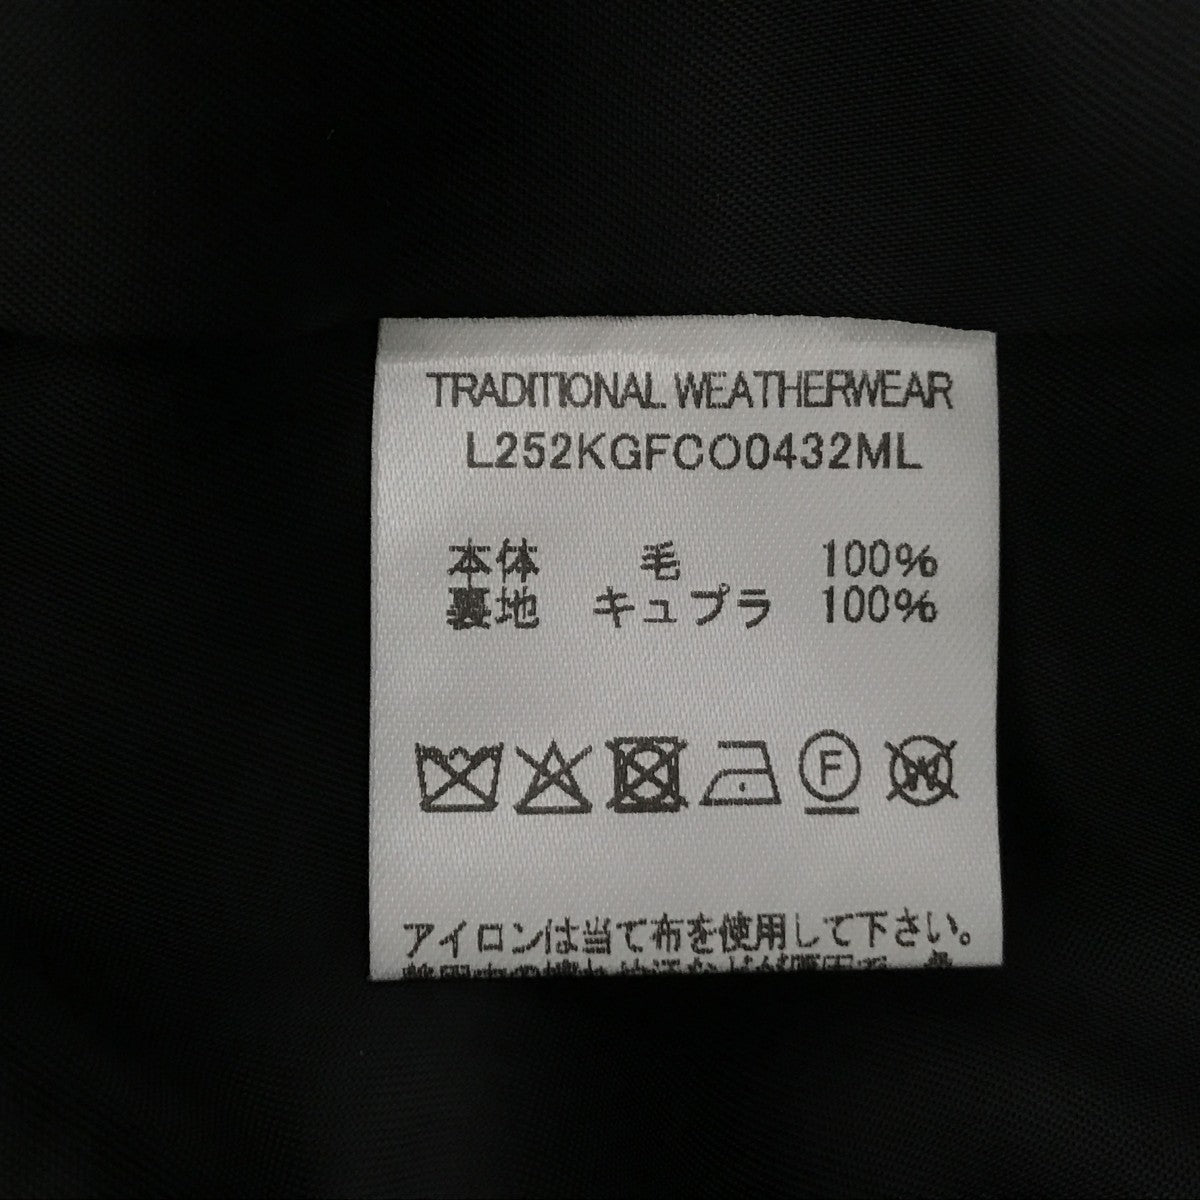 TRADITIONAL WEATHERWEAR
L252KGFCO0432ML
本体 毛 100%
裏地 キュプラ 100%
F W
アイロンは当て布を使用して下さい。